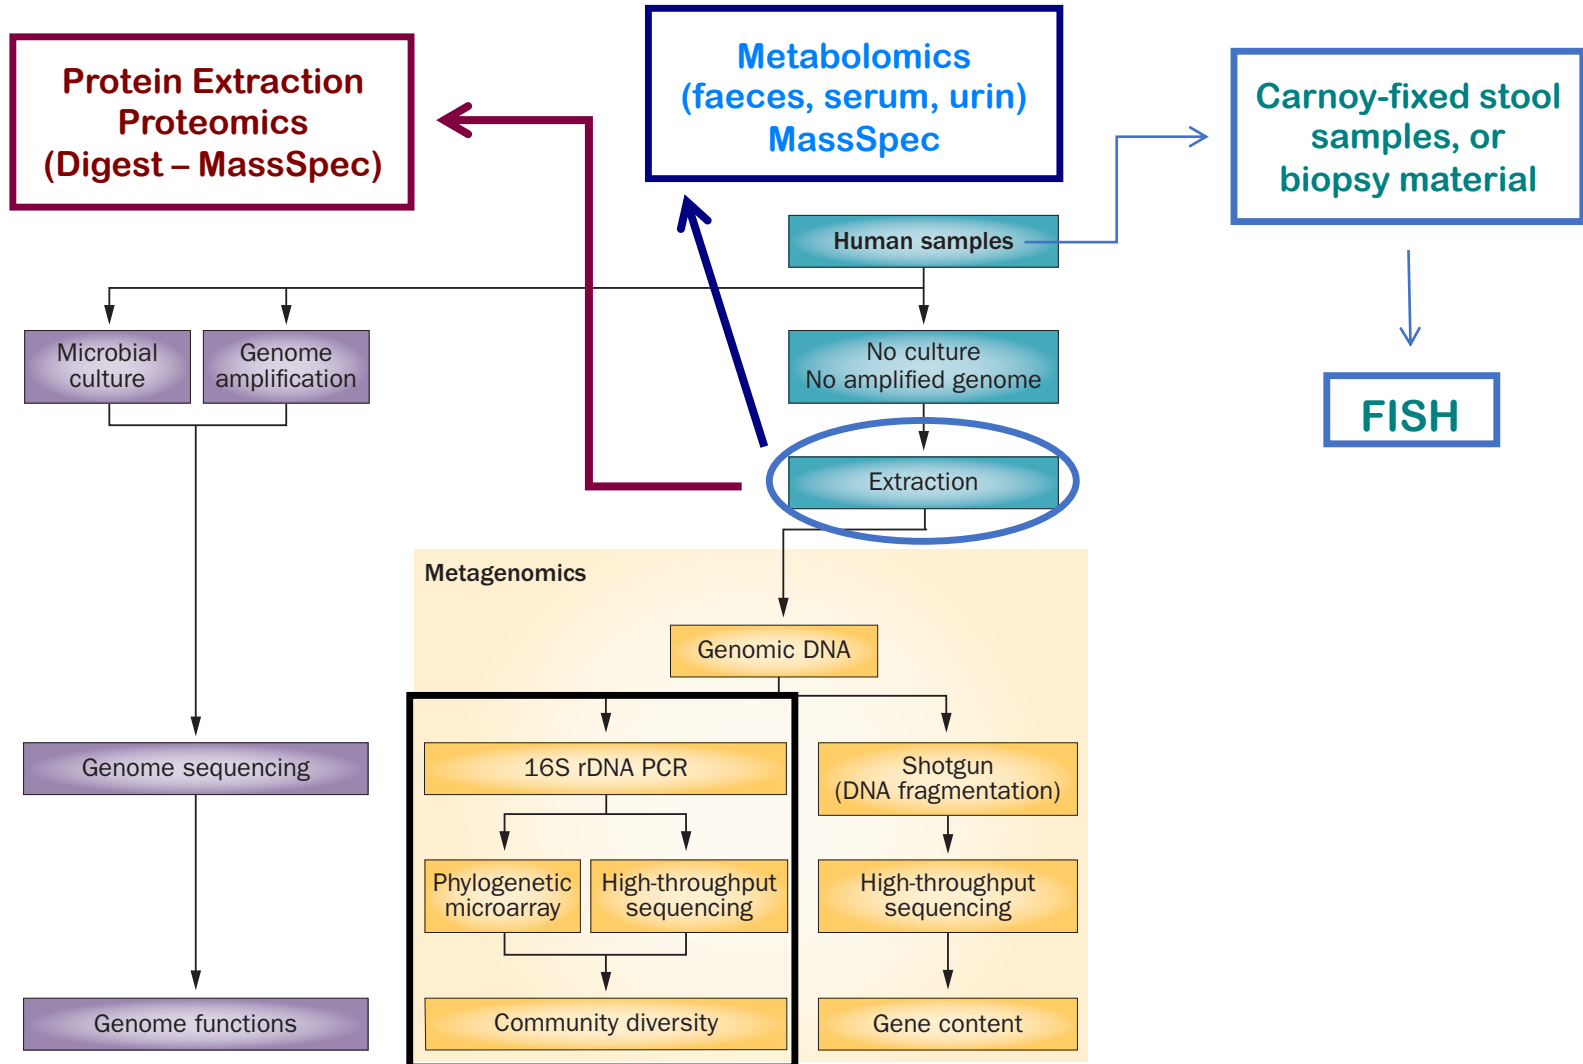 Protein Extraction
Proteomics
(Digest – MassSpec)
Metabolomics
(faeces, serum, urin)
MassSpec
Carnoy-fixed stool
samples, or
biopsy material
Human samples
Microbial
culture
Genome
amplification
No culture
No amplified genome
FISH
Extraction
Metagenomics
Genomic DNA
Genome sequencing
16S rDNA PCR
Shotgun
(DNA fragmentation)
Phylogenetic
microarray
High-throughput
sequencing
High-throughput
sequencing
Genome functions
Community diversity
Gene content